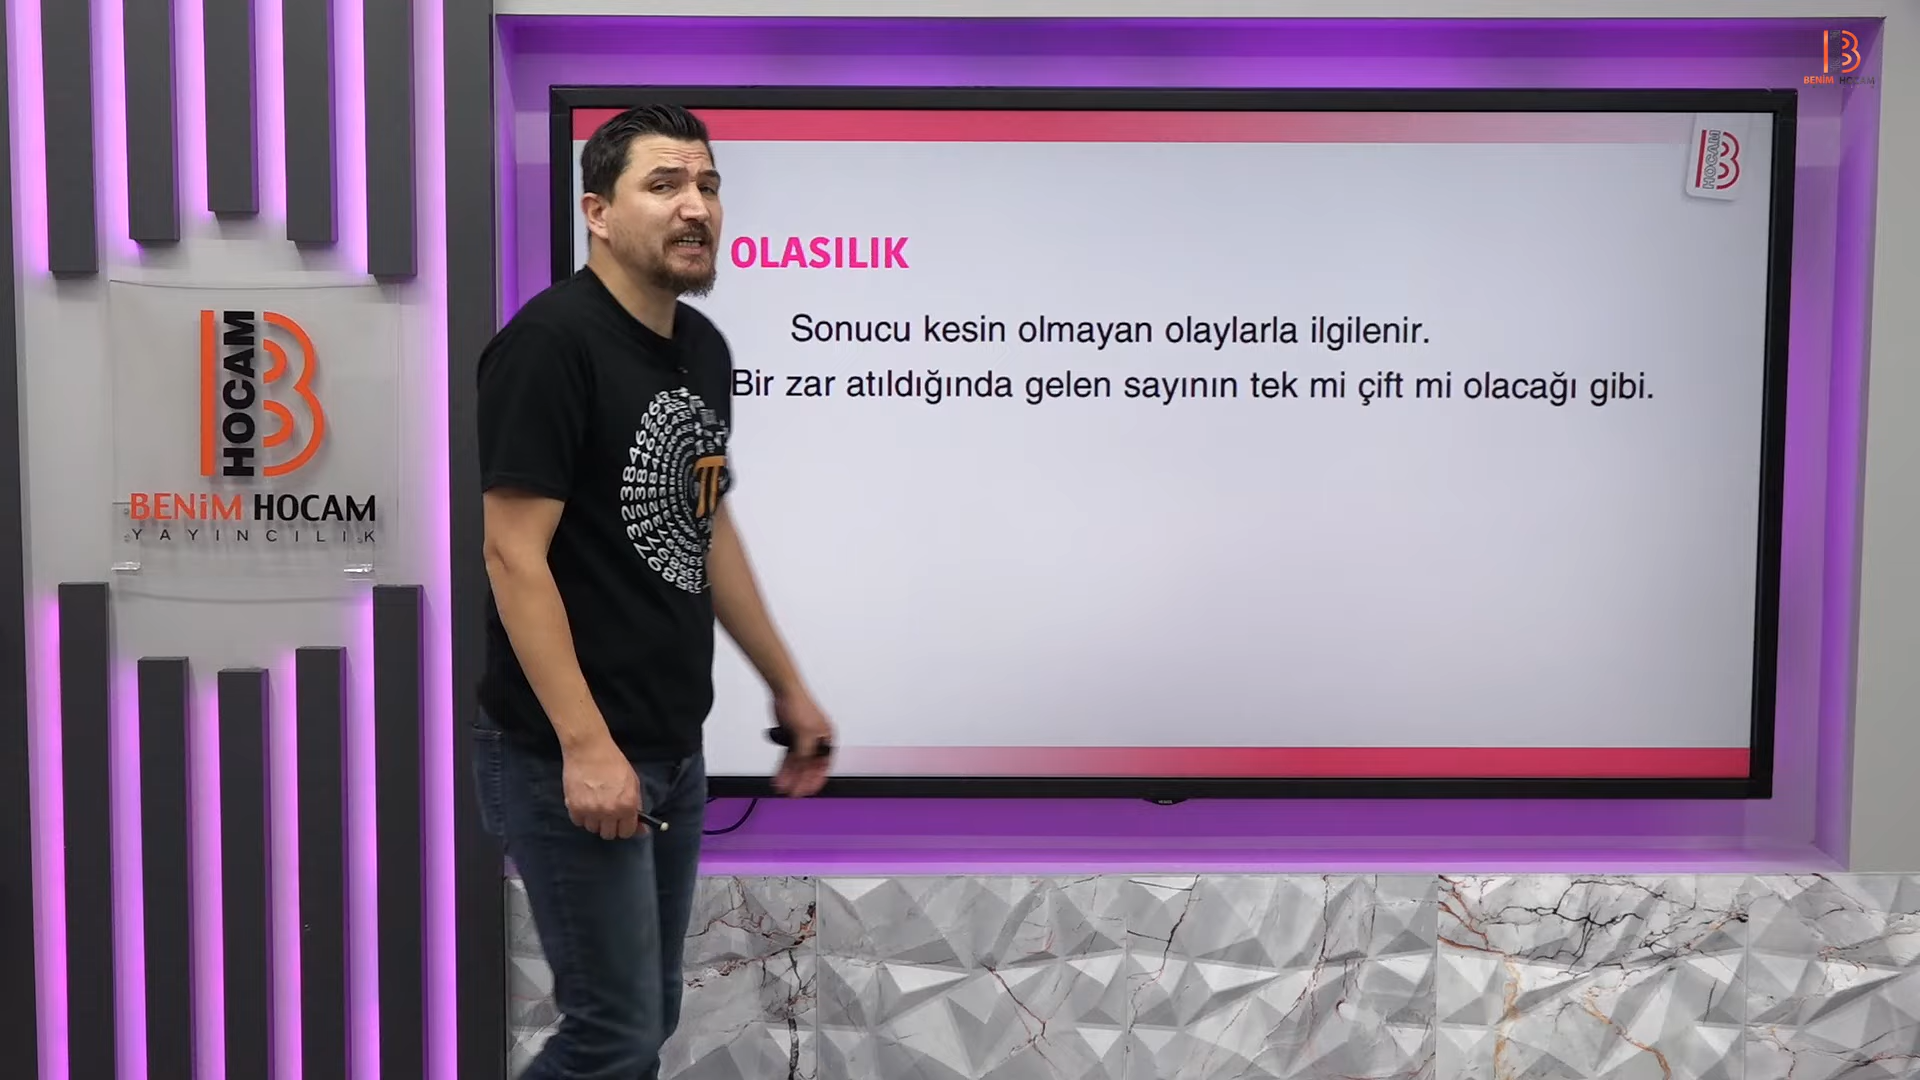 BENİM HOCAM
HOCAM
OLASILIK
Sonucu kesin olmayan olaylarla ilgilenir.
Bir zar atıldığında gelen sayının tek mi çift mi olacağı gibi.
HOCAM
BENİM HOCAM
YAYINCILIK